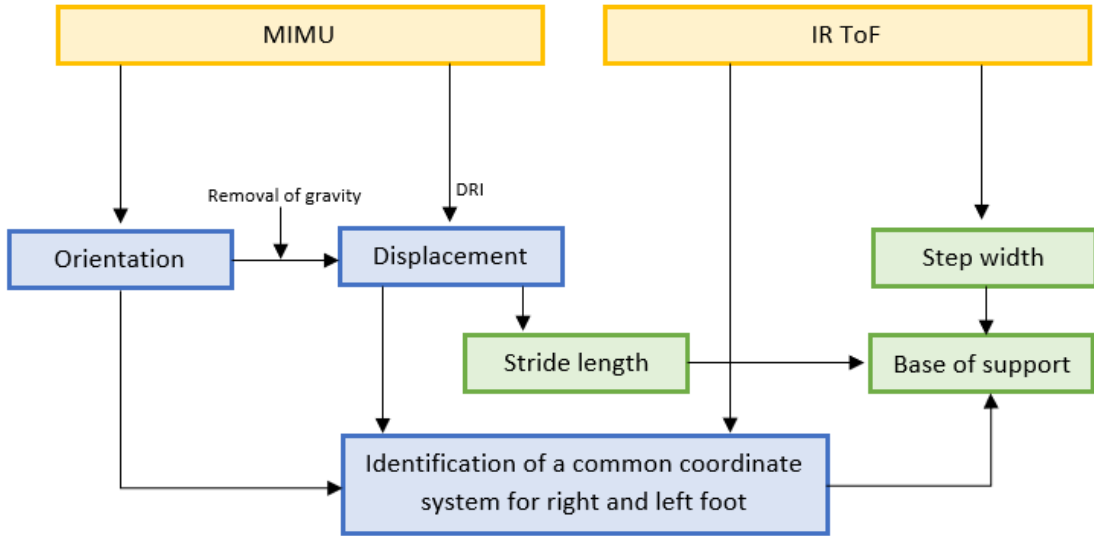 MIMU
IR ToF
Removal of gravity
DRI
Orientation
Displacement
Step width
Stride length
Base of support
Identification of a common coordinate
system for right and left foot